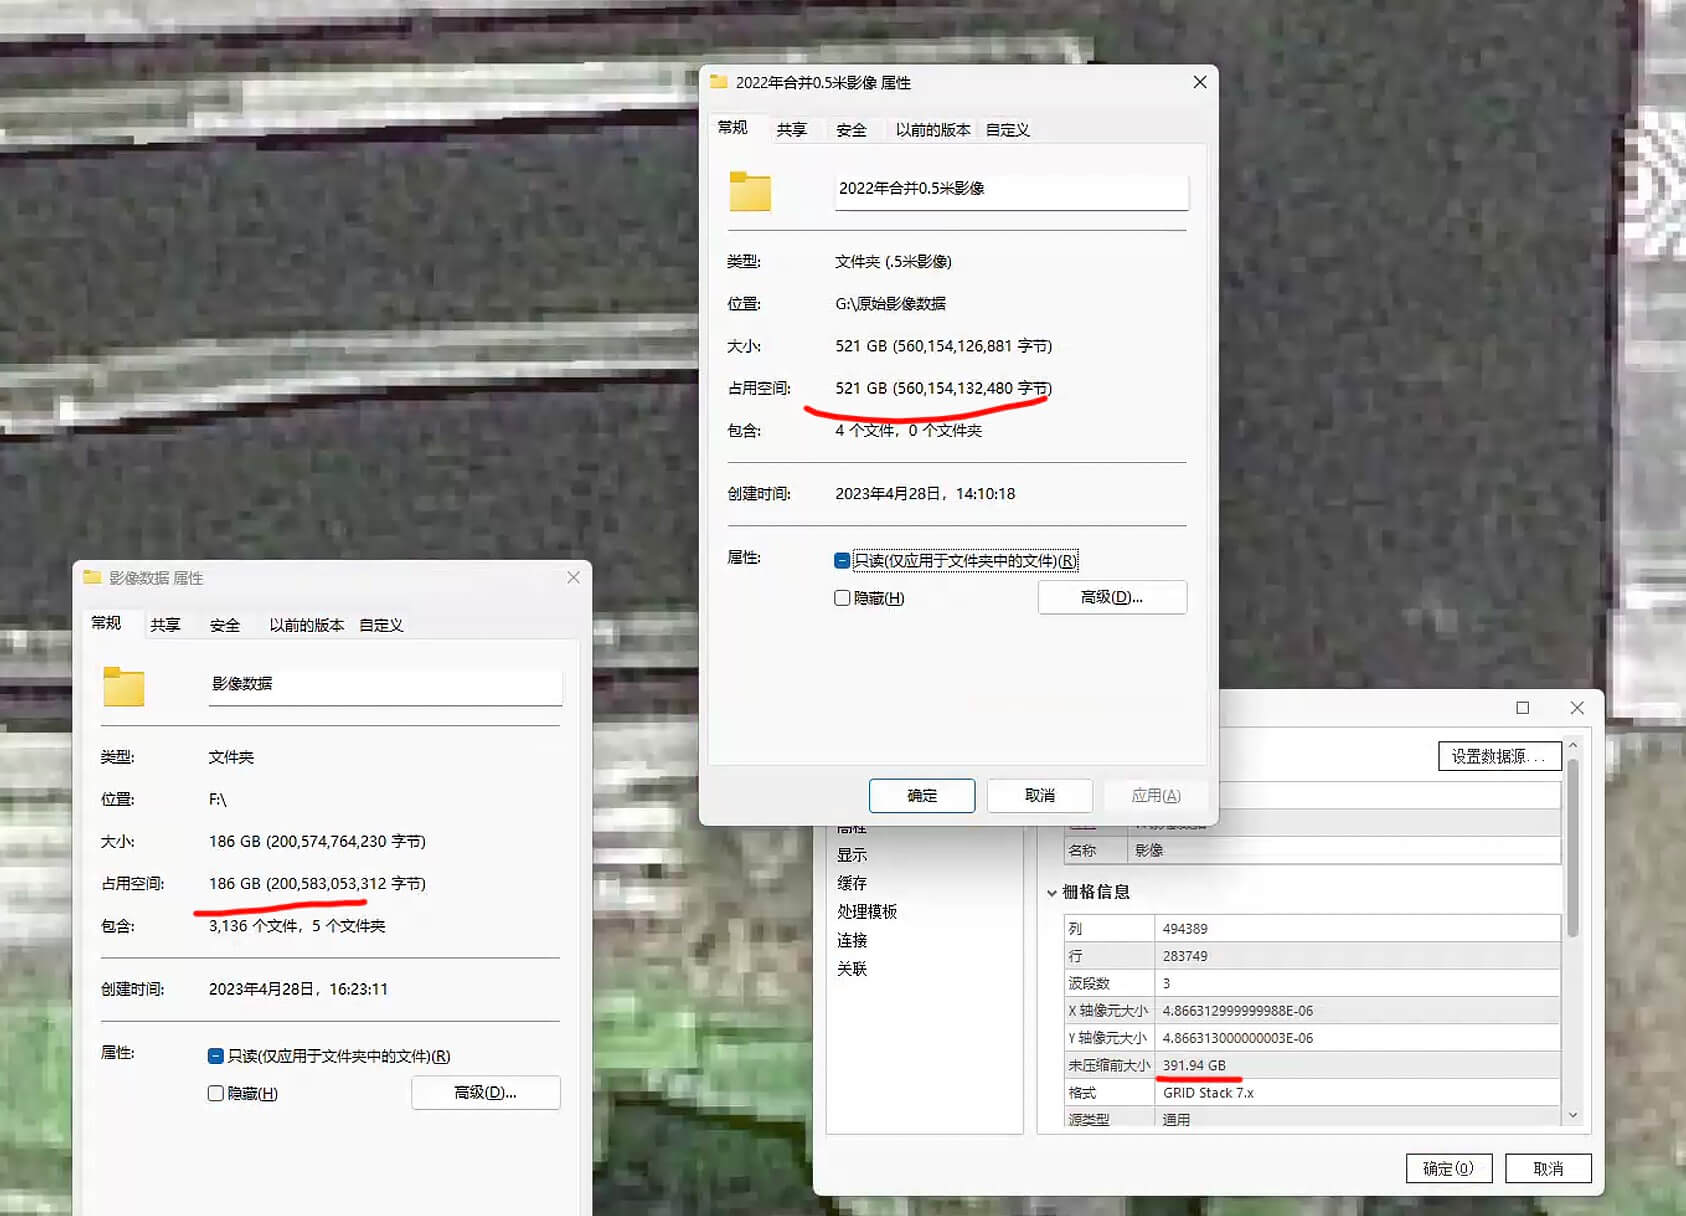 2022年合并0.5米影像 属性
常规 共享 安全 以前的版本 自定义
2022年合并0.5米影像
类型: 文件夹 (.5米影像)
位置: G:\原始影像数据
大小: 521 GB (560,154,126,881 字节)
占用空间: 521 GB (560,154,132,480 字节)
包含: 4 个文件, 0 个文件夹
创建时间: 2023年4月28日, 14:10:18
属性: 只读(仅应用于文件夹中的文件)(R)
隐藏(H) 高级(D)...
确定 取消 应用(A)
影像数据 属性
常规 共享 安全 以前的版本 自定义
影像数据
类型: 文件夹
位置: F:\
大小: 186 GB (200,574,764,230 字节)
占用空间: 186 GB (200,583,053,312 字节)
包含: 3,136 个文件, 5 个文件夹
创建时间: 2023年4月28日, 16:23:11
属性: 只读(仅应用于文件夹中的文件)(R)
隐藏(H) 高级(D)...
设置数据源...
显示
缓存
处理模板
连接
关联
名称 影像
栅格信息
列 494389
行 283749
波段数 3
X 轴像元大小 4.866312999999988E-06
Y 轴像元大小 4.866313000000003E-06
未压缩前大小 391.94 GB
格式 GRID Stack 7.x
源类型 通用
确定(O) 取消